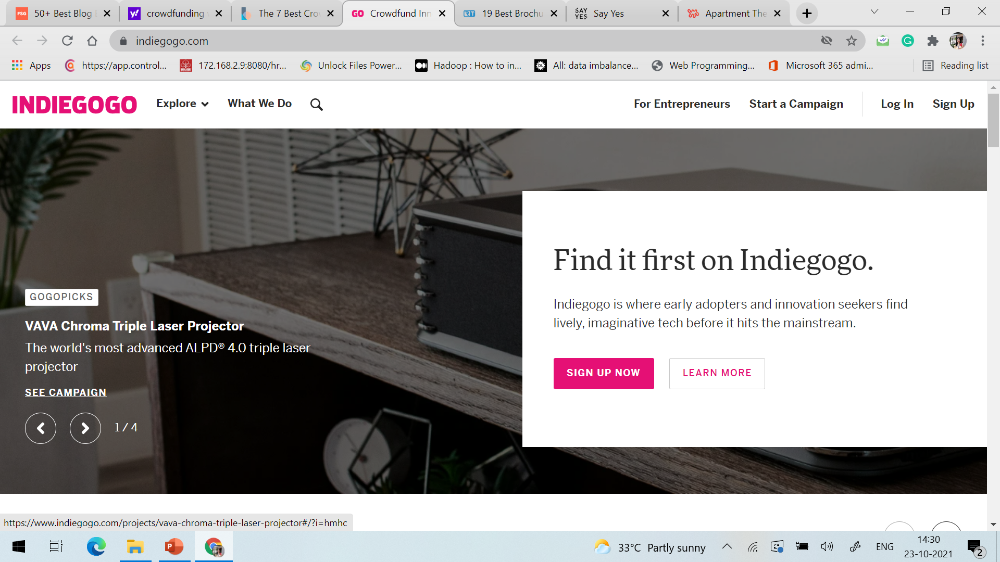 FSG 50+ Best Blog
y! crowdfunding
The 7 Best Cro
GO Crowdfund Inn
RT 19 Best Brochu
SAY YES Say Yes
Apartment The
indiegogo.com
Apps
https://app.control...
172.168.2.9:8080/hr...
Unlock Files Power...
Hadoop : How to in...
All: data imbalance...
Web Programming...
Microsoft 365 admi...
Reading list
INDIEGOGO
Explore
What We Do
For Entrepreneurs
Start a Campaign
Log In
Sign Up
Find it first on Indiegogo.
Indiegogo is where early adopters and innovation seekers find
lively, imaginative tech before it hits the mainstream.
SIGN UP NOW
LEARN MORE
GOGOPICKS
VAVA Chroma Triple Laser Projector
The world's most advanced ALPD® 4.0 triple laser
projector
SEE CAMPAIGN
1 / 4
https://www.indiegogo.com/projects/vava-chroma-triple-laser-projector#/?i=hmhc
33°C Partly sunny
ENG
14:30
23-10-2021
2